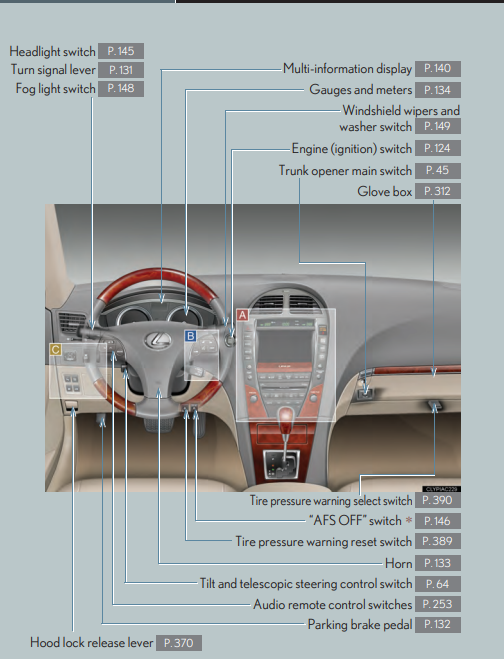 Headlight switch P. 145
Turn signal lever P. 131
Fog light switch P. 148
Multi-information display P. 140
Gauges and meters P. 134
Windshield wipers and
washer switch P. 149
Engine (ignition) switch P. 124
Trunk opener main switch P. 45
Glove box P. 312
A
B
C
CLYPIAC229
Tire pressure warning select switch P. 390
“AFS OFF” switch * P. 146
Tire pressure warning reset switch P. 389
Horn P. 133
Tilt and telescopic steering control switch P. 64
Audio remote control switches P. 253
Parking brake pedal P. 132
Hood lock release lever P. 370